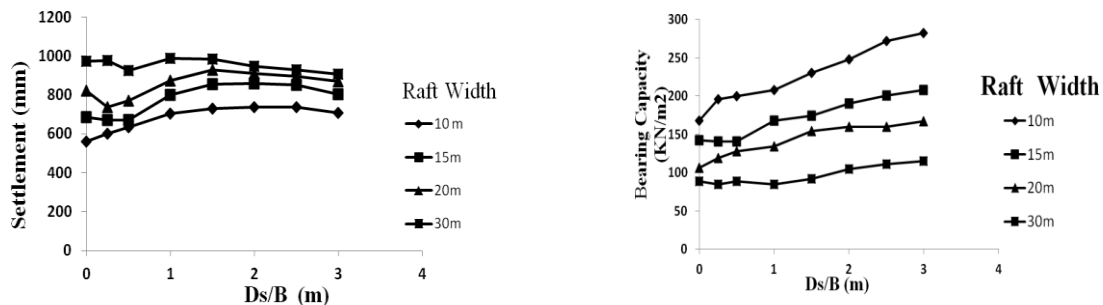 1200
1000
800
600
400
200
0
Settlement (mm)
0 1 2 3 4
Ds/B (m)
Raft Width
10m
15m
20m
30m
300
250
200
150
100
50
0
Bearing Capacity
(KN/m2)
0 1 2 3 4
Ds/B (m)
Raft Width
10m
15m
20m
30m